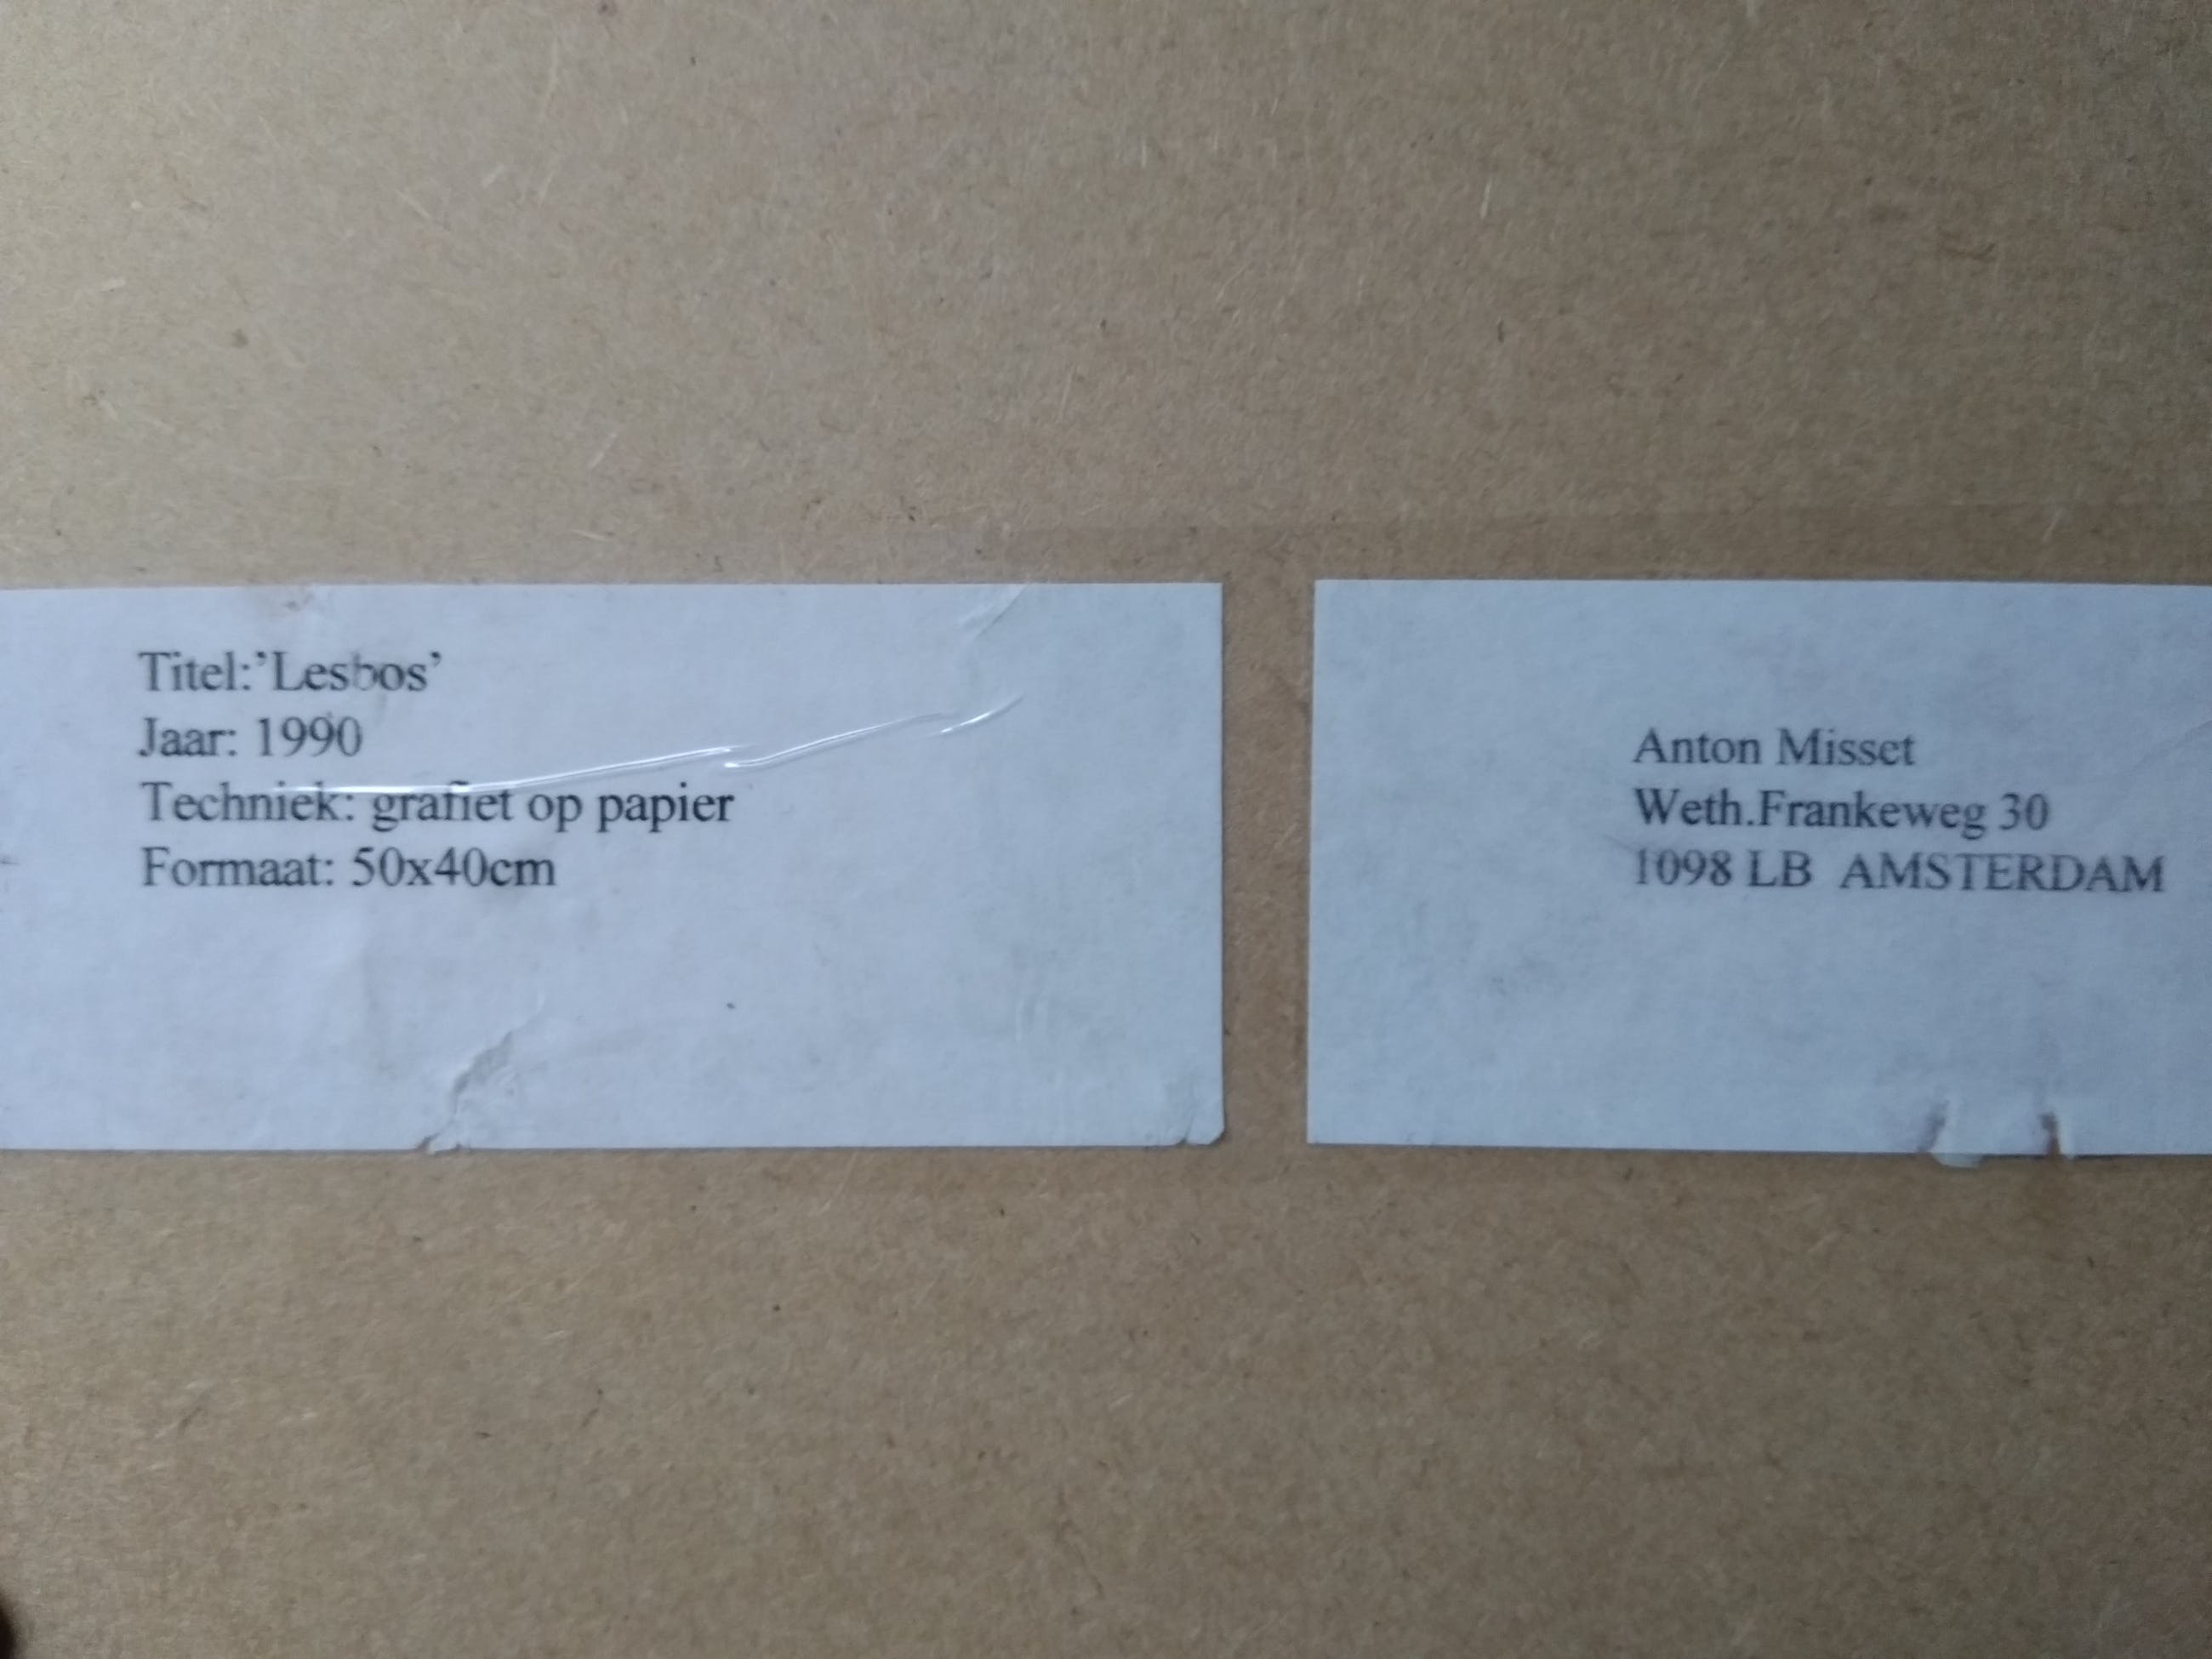 Titel:’Lesbos’
Jaar: 1990
Techniek: grafiet op papier
Formaat: 50x40cm
Anton Misset
Weth.Frankeweg 30
1098 LB  AMSTERDAM